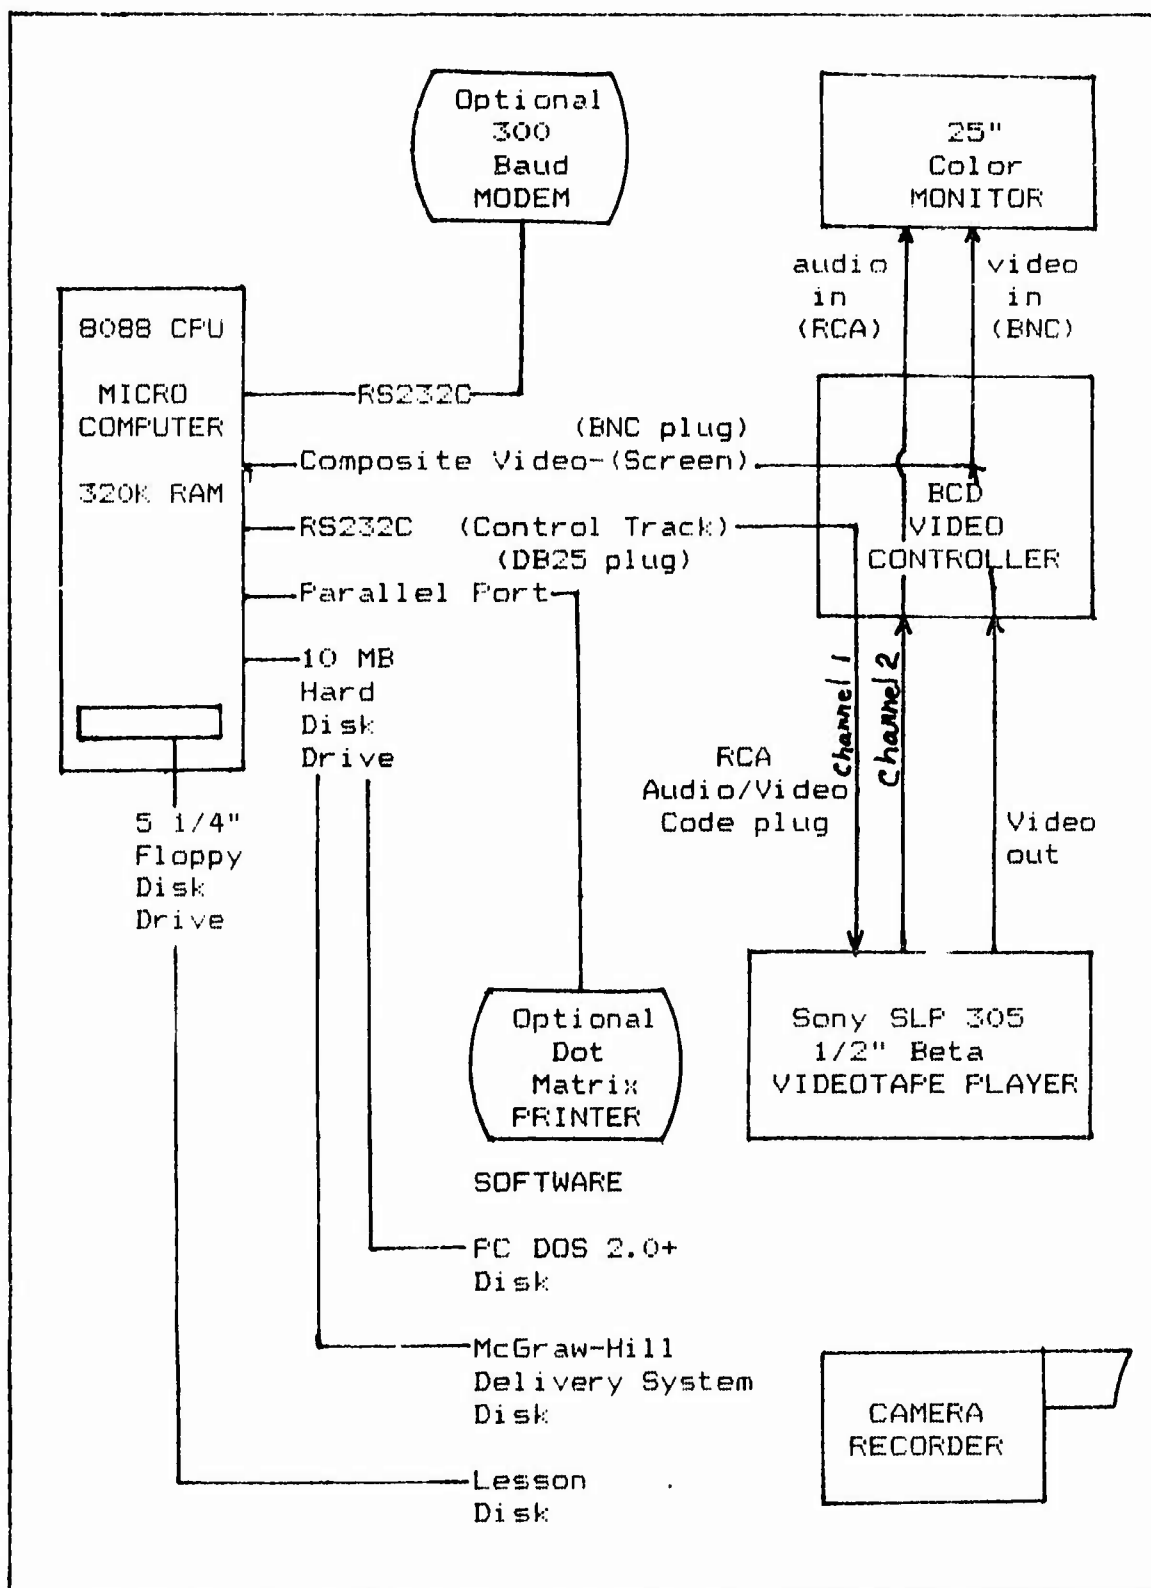 Optional
300
Baud
MODEM
25"
Color
MONITOR
audio
in
(RCA)
video
in
(BNC)
8088 CPU
MICRO
COMPUTER
320K RAM
RS232C
(BNC plug)
Composite Video-(Screen)
RS232C (Control Track)
(DB25 plug)
Parallel Port
10 MB
Hard
Disk
Drive
BCD
VIDEO
CONTROLLER
Channel 1
Channel 2
RCA
Audio/Video
Code plug
Video
out
5 1/4"
Floppy
Disk
Drive
Optional
Dot
Matrix
PRINTER
Sony SLP 305
1/2" Beta
VIDEOTAPE PLAYER
SOFTWARE
PC DOS 2.0+
Disk
McGraw-Hill
Delivery System
Disk
Lesson
Disk
CAMERA
RECORDER